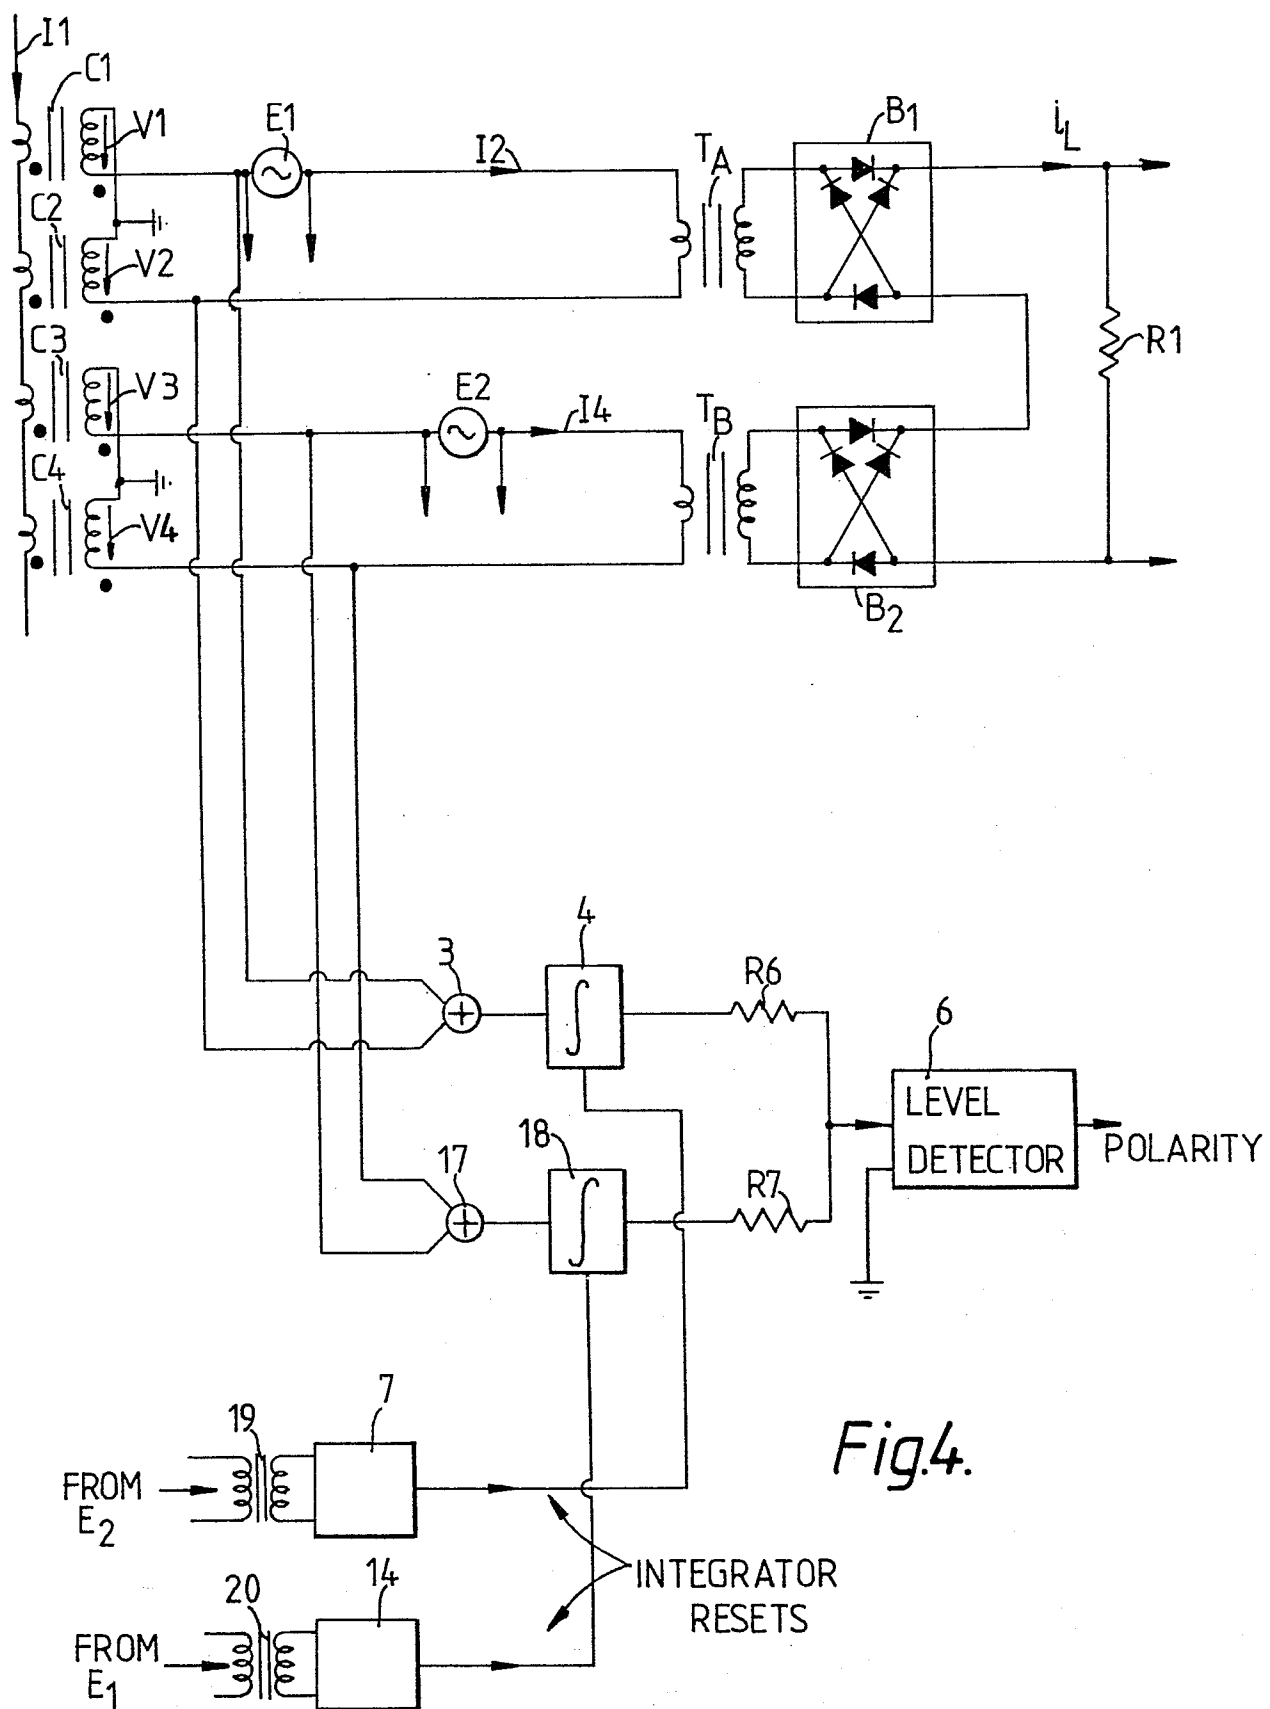 I1
C1
V1
E1
I2
TA
B1
iL
C2
V2
C3
V3
E2
I4
TB
R1
C4
V4
B2
4
3
R6
6
LEVEL
DETECTOR
POLARITY
18
17
R7
7
19
FROM
E2
Fig.4.
INTEGRATOR
RESETS
14
20
FROM
E1